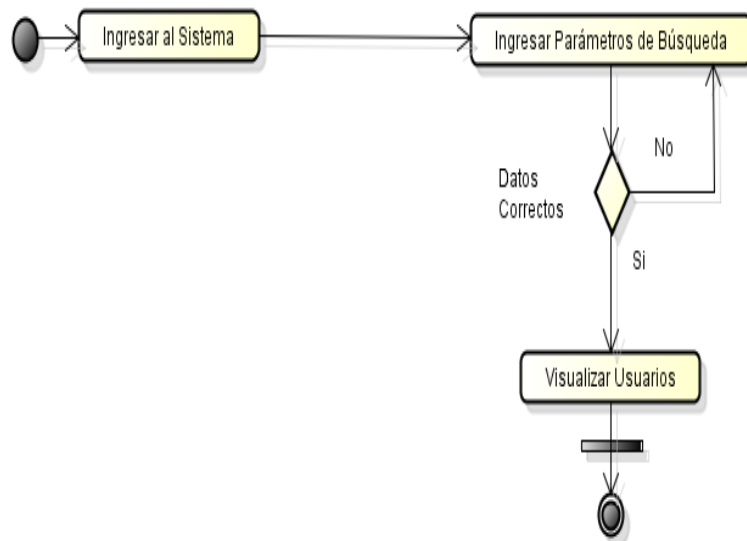 Ingresar al Sistema
Ingresar Parámetros de Búsqueda
No
Datos
Correctos
Si
Visualizar Usuarios